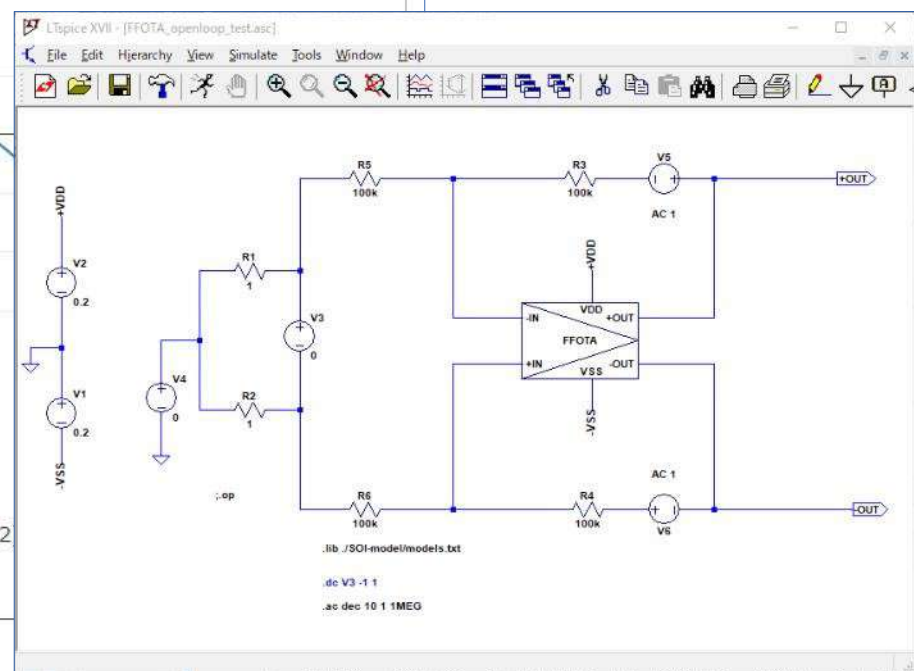 LTspice XVII - [FFOTA_openloop_test.asc]
File Edit Hierarchy View Simulate Tools Window Help
V5
R5
R3
100k
100k
+OUT
AC 1
+VDD
R1
1
+VDD
V2
0.2
VDD
-IN
+OUT
V3
0
FFOTA
+IN
-OUT
VSS
V4
0
R2
1
V1
0.2
-VSS
-VSS
AC 1
;.op
R6
100k
R4
100k
V6
-OUT
2
.lib ./SOI-model/models.txt
.dc V3 -1 1
.ac dec 10 1 1MEG